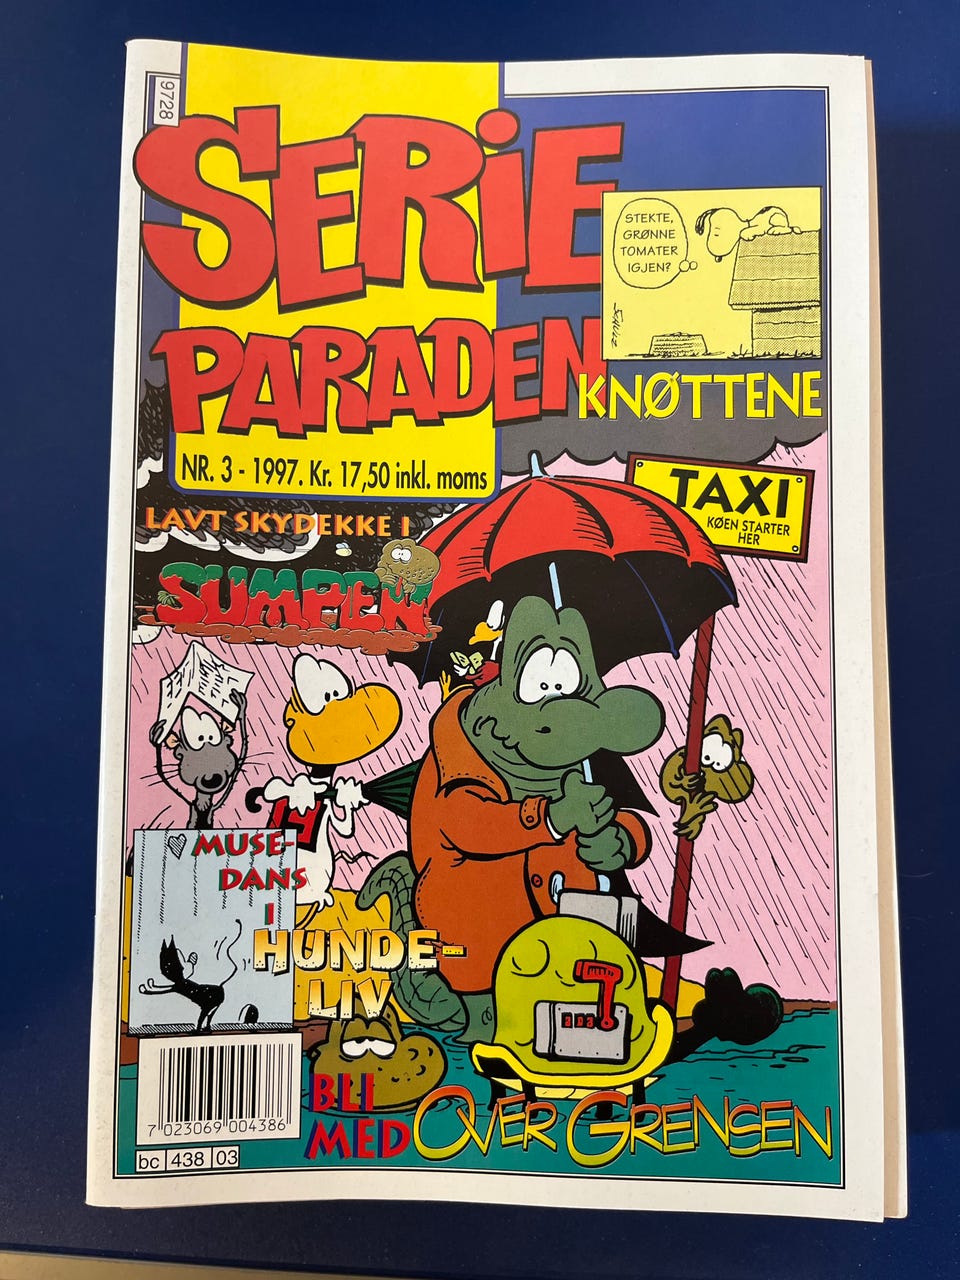 9728
SERIE
PARADEN
NR. 3 - 1997. Kr. 17,50 inkl. moms
STEKTE,
GRØNNE
TOMATER
IGJEN?
SCHULZ
KNØTTENE
TAXI
KØEN STARTER
HER
LAVT SKYDEKKE I
SUMPEN
MUSE-
DANS
I
HUNDE-
LIV
BLI
MED OVER GRENSEN
7 023069 004386
bc 438 03